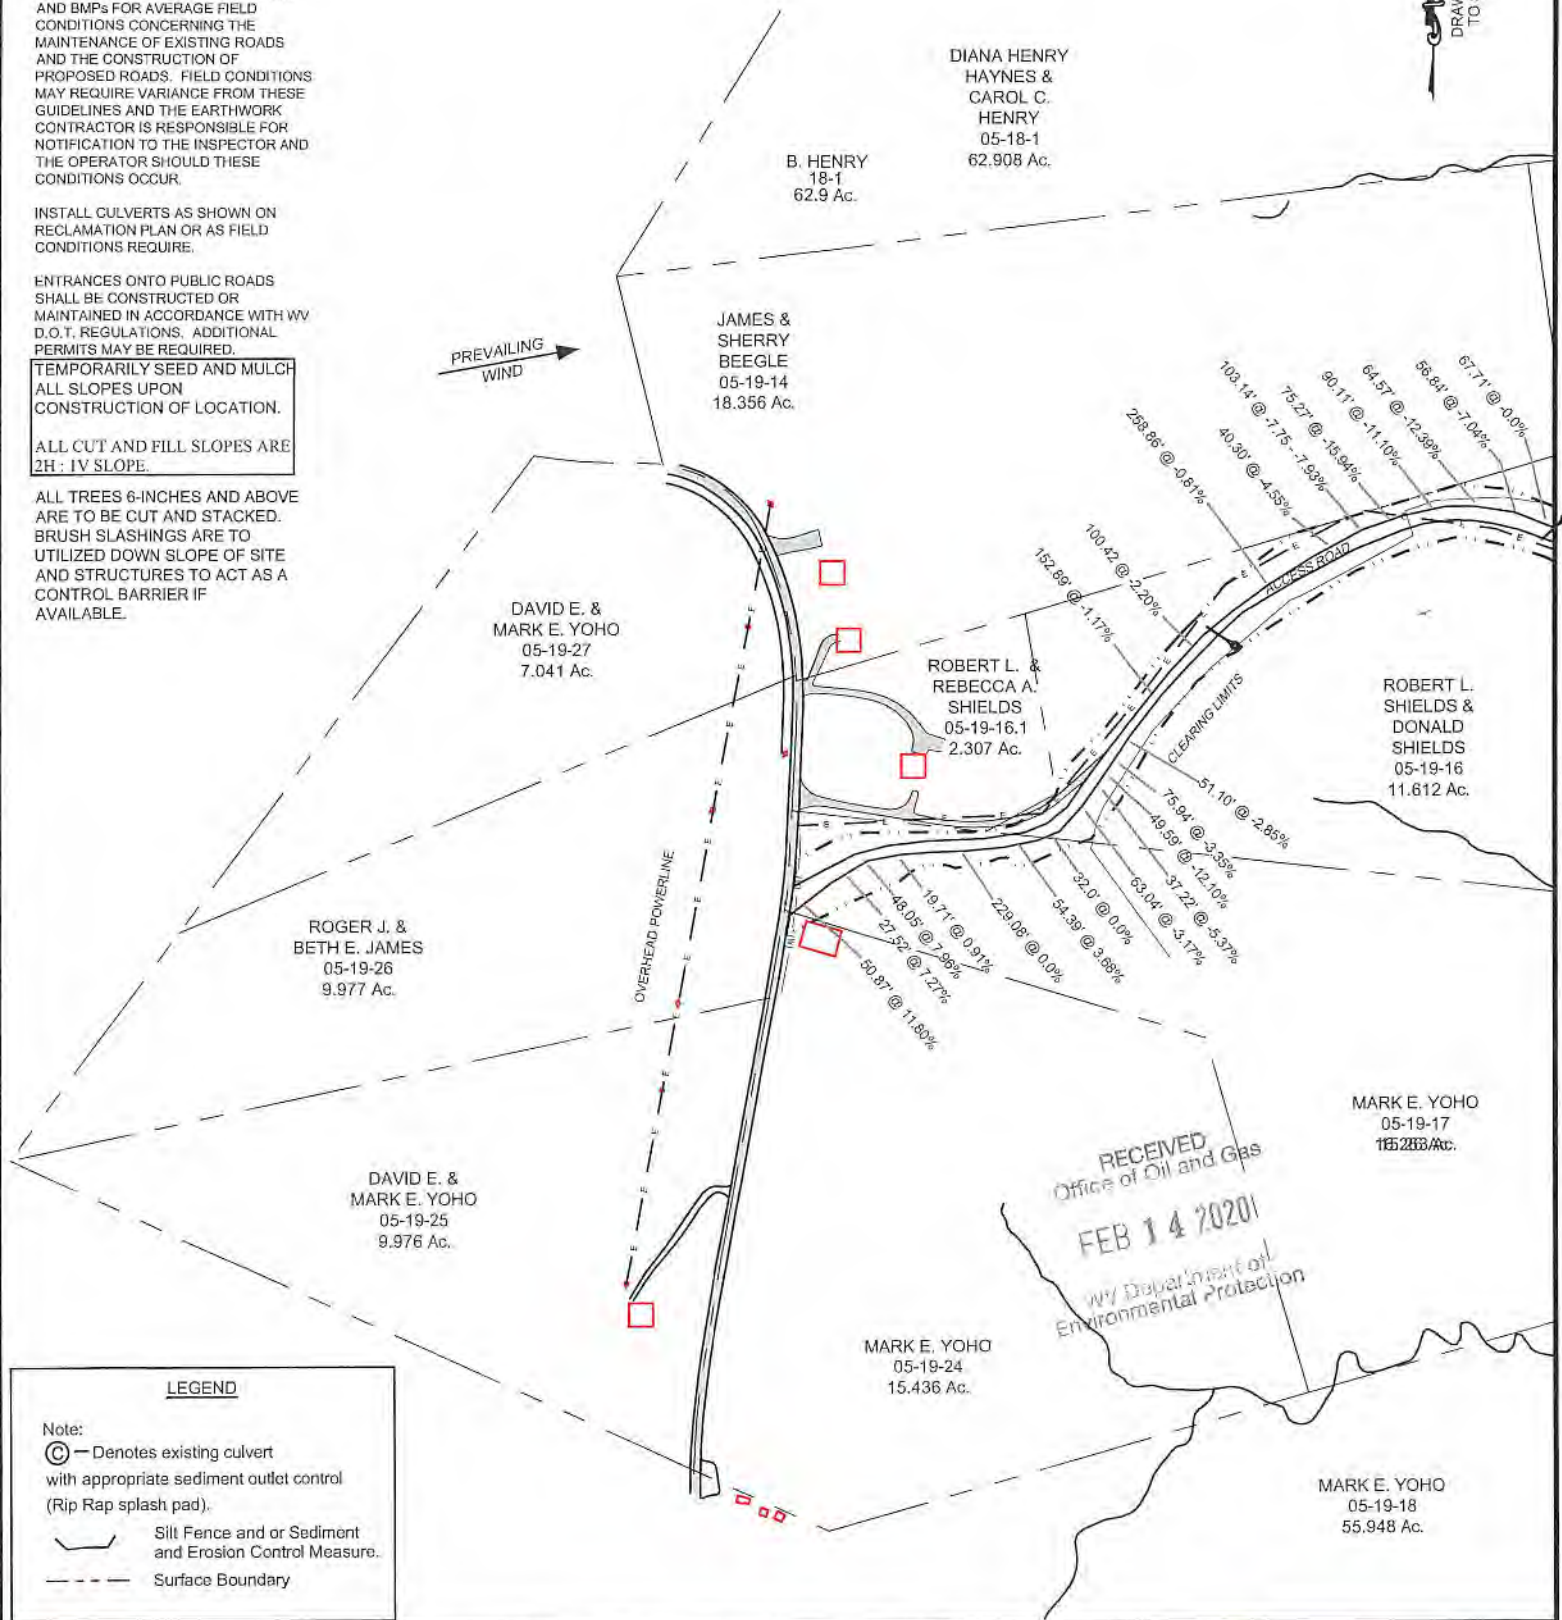 AND BMPs FOR AVERAGE FIELD
CONDITIONS CONCERNING THE
MAINTENANCE OF EXISTING ROADS
AND THE CONSTRUCTION OF
PROPOSED ROADS. FIELD CONDITIONS
MAY REQUIRE VARIANCE FROM THESE
GUIDELINES AND THE EARTHWORK
CONTRACTOR IS RESPONSIBLE FOR
NOTIFICATION TO THE INSPECTOR AND
THE OPERATOR SHOULD THESE
CONDITIONS OCCUR.
INSTALL CULVERTS AS SHOWN ON
RECLAMATION PLAN OR AS FIELD
CONDITIONS REQUIRE.
ENTRANCES ONTO PUBLIC ROADS
SHALL BE CONSTRUCTED OR
MAINTAINED IN ACCORDANCE WITH WV
D.O.T. REGULATIONS. ADDITIONAL
PERMITS MAY BE REQUIRED.
TEMPORARILY SEED AND MULCH
ALL SLOPES UPON
CONSTRUCTION OF LOCATION.
ALL CUT AND FILL SLOPES ARE
2H : 1V SLOPE.
ALL TREES 6-INCHES AND ABOVE
ARE TO BE CUT AND STACKED.
BRUSH SLASHINGS ARE TO
UTILIZED DOWN SLOPE OF SITE
AND STRUCTURES TO ACT AS A
CONTROL BARRIER IF
AVAILABLE.
DIANA HENRY
HAYNES &
CAROL C.
HENRY
05-18-1
62.908 Ac.
B. HENRY
18-1
62.9 Ac.
PREVAILING
WIND
JAMES &
SHERRY
BEEGLE
05-19-14
18.356 Ac.
DAVID E. &
MARK E. YOHO
05-19-27
7.041 Ac.
ROBERT L. &
REBECCA A.
SHIELDS
05-19-16.1
2.307 Ac.
ROBERT L.
SHIELDS &
DONALD
SHIELDS
05-19-16
11.612 Ac.
152.89' @ -1.17%
100.42 @ -2.20%
258.86' @ -0.81%
40.30' @ -4.55%
103.14' @ -7.75 - -7.93%
75.27' @ -15.94%
90.11' @ -11.10%
64.57' @ -12.39%
56.84' @ -7.04%
67.71' @ -0.0%
ACCESS ROAD
CLEARING LIMITS
51.10' @ -2.85%
75.94' @ -3.35%
49.59' @ -12.10%
37.22' @ -5.37%
63.04' @ -3.17%
32.0' @ 0.0%
54.39' @ 3.68%
229.08' @ 0.0%
19.71' @ 0.91%
48.05' @ 7.96%
27.52' @ 7.27%
50.87' @ 11.80%
OVERHEAD POWERLINE
ROGER J. &
BETH E. JAMES
05-19-26
9.977 Ac.
DAVID E. &
MARK E. YOHO
05-19-25
9.976 Ac.
MARK E. YOHO
05-19-17
RECEIVED
Office of Oil and Gas
FEB 14 2020
WV Department of
Environmental Protection
MARK E. YOHO
05-19-24
15.436 Ac.
MARK E. YOHO
05-19-18
55.948 Ac.
LEGEND
Note:
C — Denotes existing culvert
with appropriate sediment outlet control
(Rip Rap splash pad).
Silt Fence and or Sediment
and Erosion Control Measure.
Surface Boundary